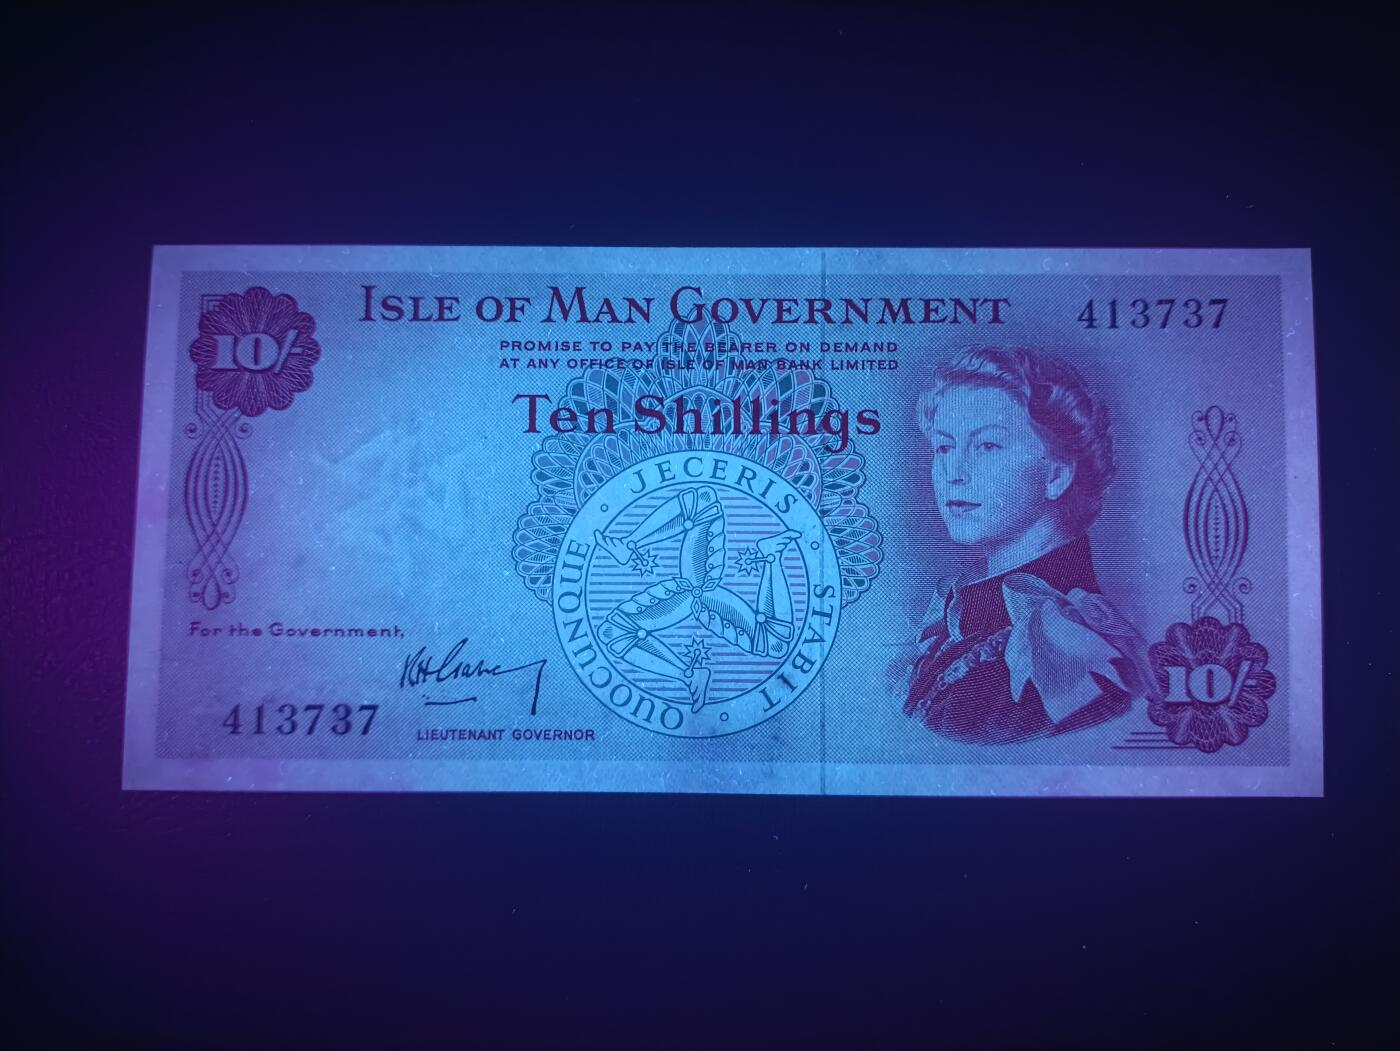 ISLE OF MAN GOVERNMENT
413737
10/-
PROMISE TO PAY THE BEARER ON DEMAND
AT ANY OFFICE OF ISLE OF MAN BANK LIMITED
Ten Shillings
QUOCUNQUE · JECERIS · STABIT ·
For the Government,
413737
LIEUTENANT GOVERNOR
10/-